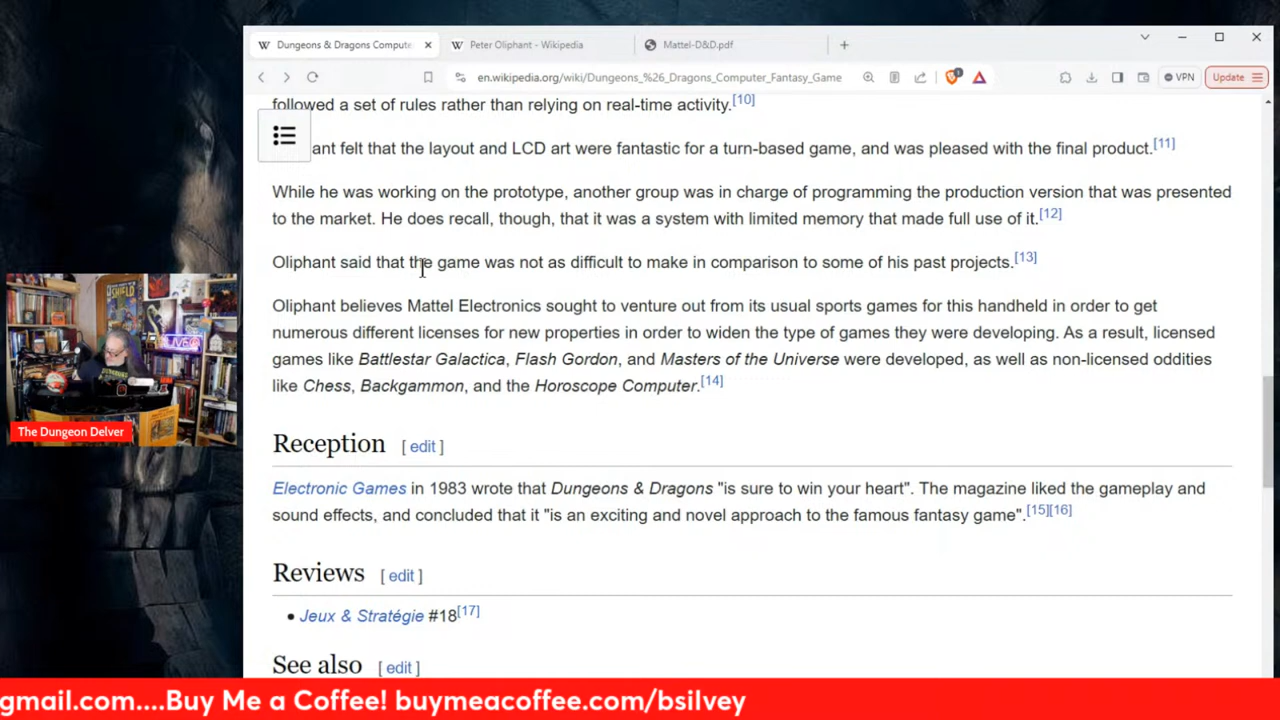 Dungeons & Dragons Compute
Peter Oliphant - Wikipedia
Mattel-D&D.pdf
en.wikipedia.org/wiki/Dungeons_%26_Dragons_Computer_Fantasy_Game
VPN
Update
followed a set of rules rather than relying on real-time activity.[10]
ant felt that the layout and LCD art were fantastic for a turn-based game, and was pleased with the final product.[11]
While he was working on the prototype, another group was in charge of programming the production version that was presented
to the market. He does recall, though, that it was a system with limited memory that made full use of it.[12]
Oliphant said that the game was not as difficult to make in comparison to some of his past projects.[13]
Oliphant believes Mattel Electronics sought to venture out from its usual sports games for this handheld in order to get
numerous different licenses for new properties in order to widen the type of games they were developing. As a result, licensed
games like Battlestar Galactica, Flash Gordon, and Masters of the Universe were developed, as well as non-licensed oddities
like Chess, Backgammon, and the Horoscope Computer.[14]
Reception [ edit ]
Electronic Games in 1983 wrote that Dungeons & Dragons "is sure to win your heart". The magazine liked the gameplay and
sound effects, and concluded that it "is an exciting and novel approach to the famous fantasy game".[15][16]
Reviews [ edit ]
• Jeux & Stratégie #18[17]
See also [ edit ]
SHIELD
The Dungeon Delver
gmail.com....Buy Me a Coffee! buymeacoffee.com/bsilvey